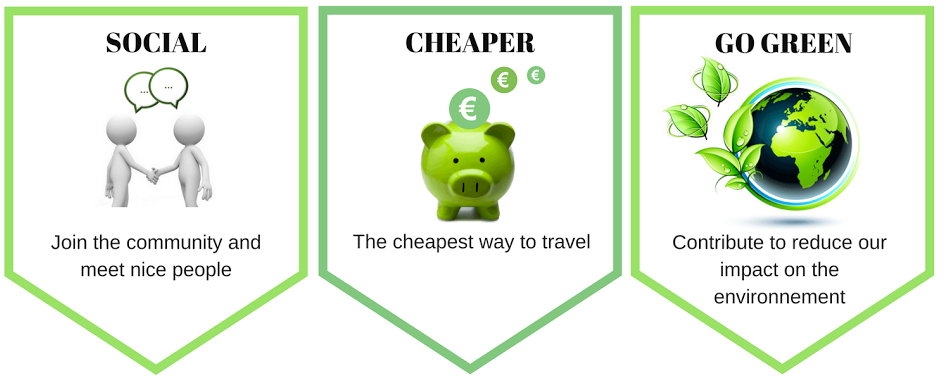 SOCIAL
...
...
Join the community and
meet nice people
CHEAPER
€
€
€
The cheapest way to travel
GO GREEN
Contribute to reduce our
impact on the
environnement